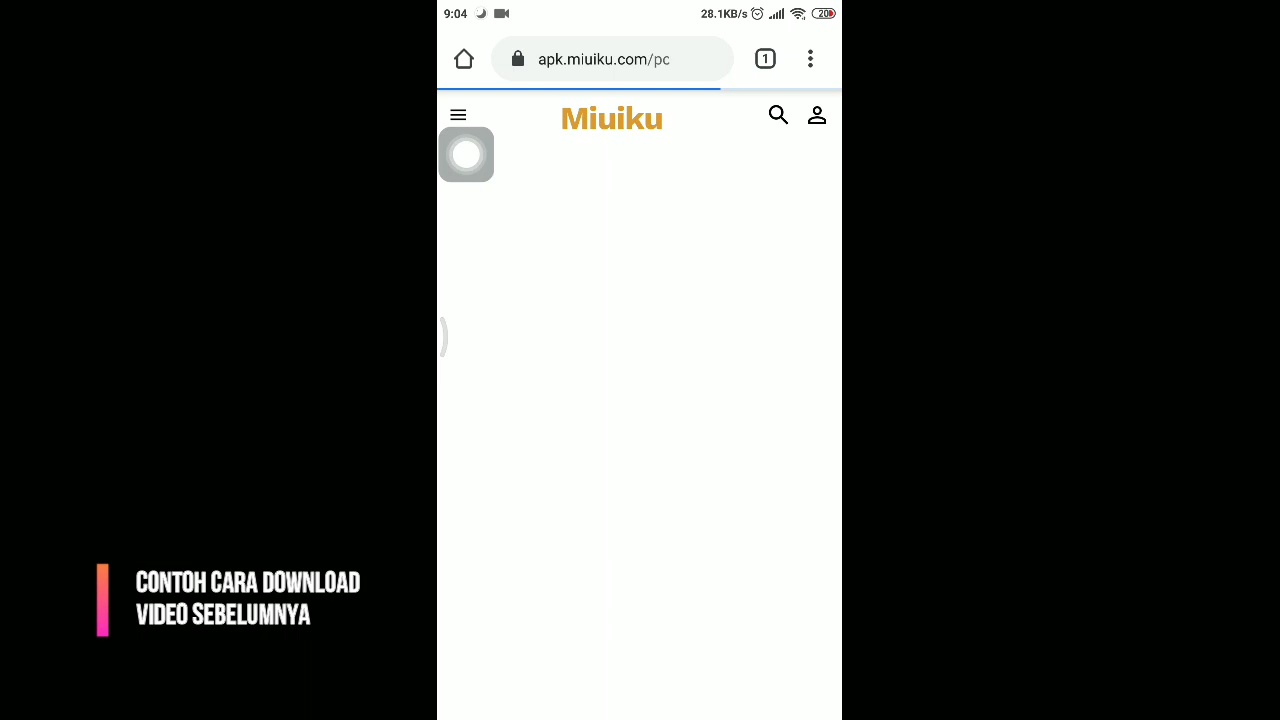 9:04
28.1KB/s
20
apk.miuiku.com/pc
1
Miuiku
CONTOH CARA DOWNLOAD
VIDEO SEBELUMNYA